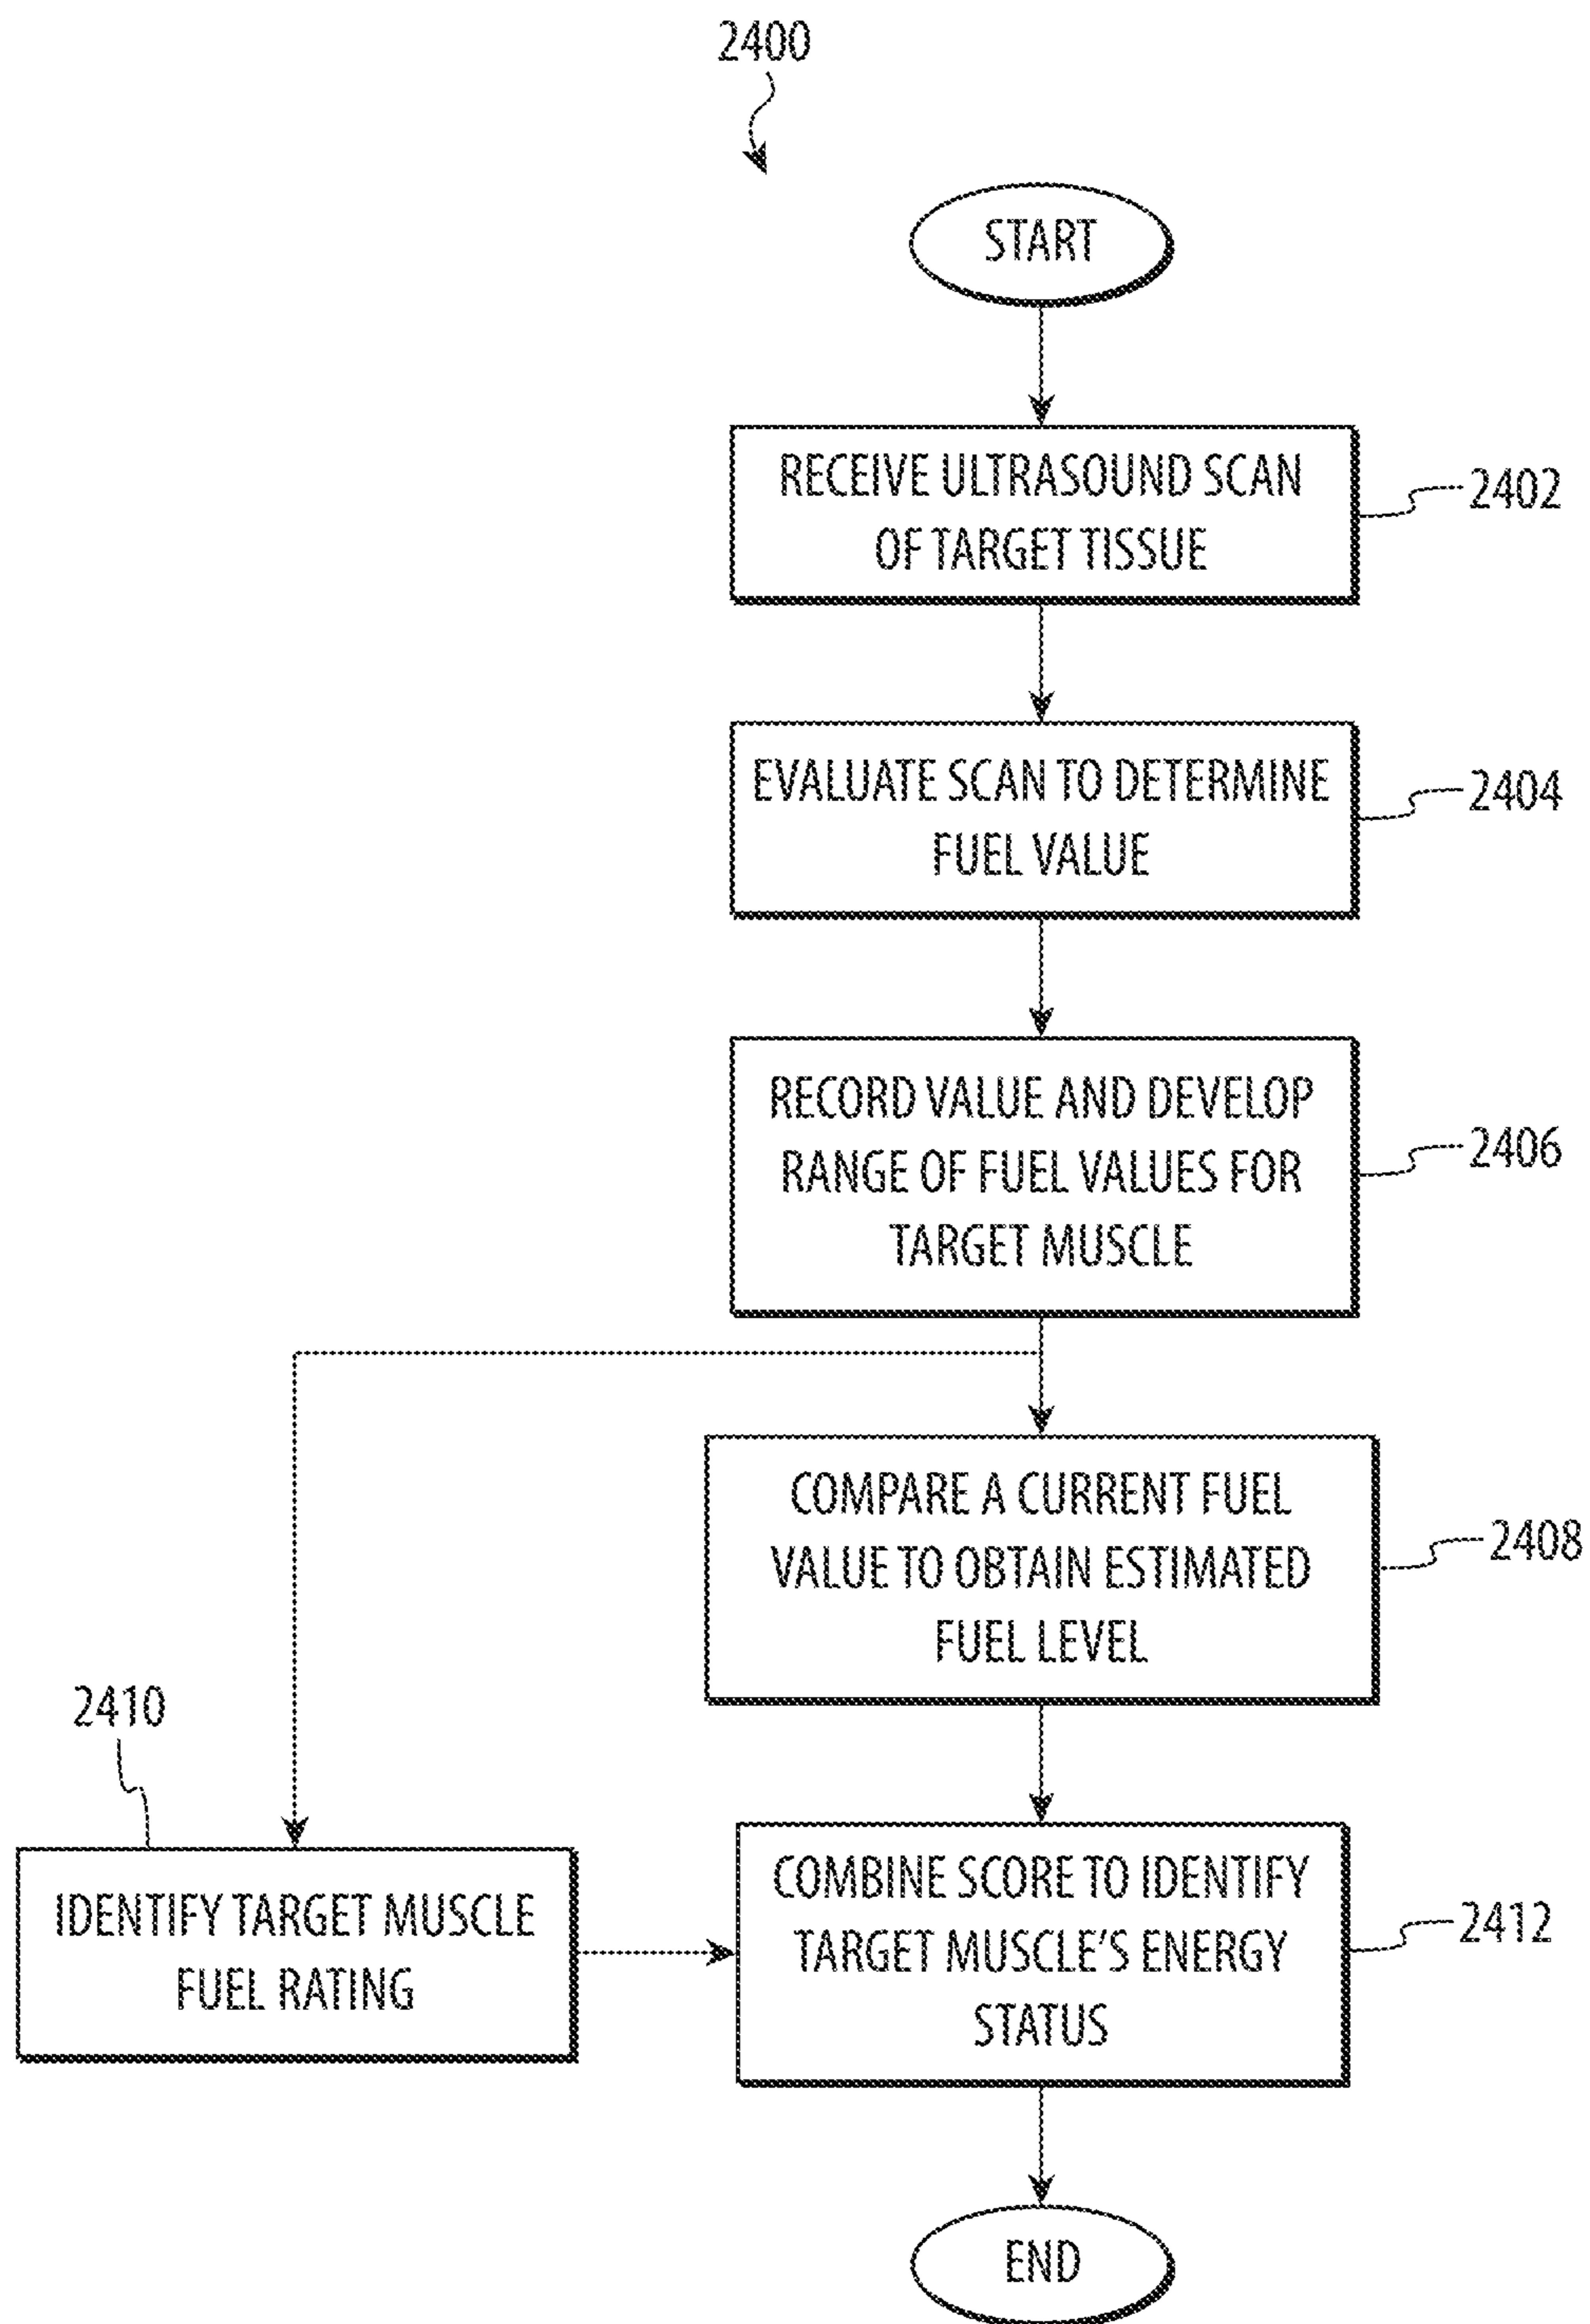 2400
START
RECEIVE ULTRASOUND SCAN
OF TARGET TISSUE
2402
EVALUATE SCAN TO DETERMINE
FUEL VALUE
2404
RECORD VALUE AND DEVELOP
RANGE OF FUEL VALUES FOR
TARGET MUSCLE
2406
COMPARE A CURRENT FUEL
VALUE TO OBTAIN ESTIMATED
FUEL LEVEL
2408
2410
IDENTIFY TARGET MUSCLE
FUEL RATING
COMBINE SCORE TO IDENTIFY
TARGET MUSCLE'S ENERGY
STATUS
2412
END